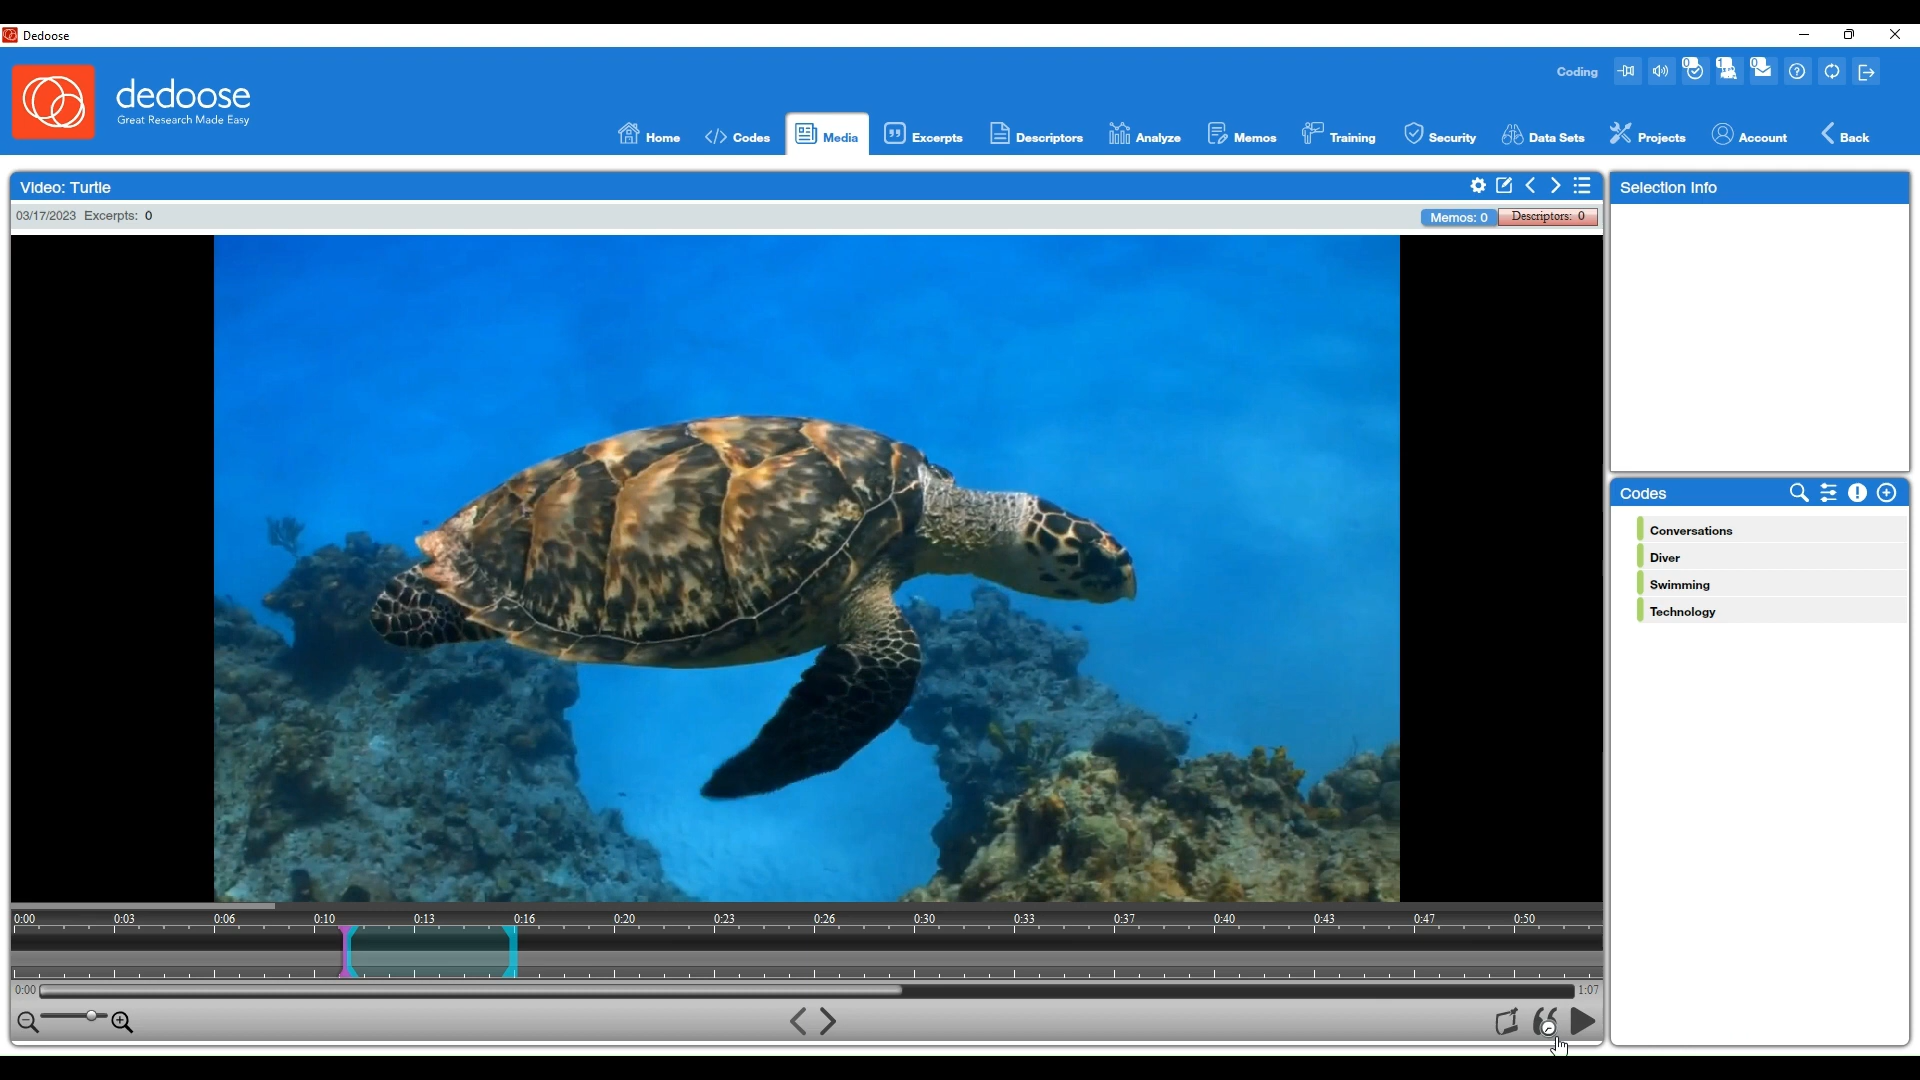 Dedoose
dedoose
Great Research Made Easy
Coding
0 1 0
Home Codes Media Excerpts Descriptors Analyze Memos Training Security Data Sets Projects Account Back
Video: Turtle
03/17/2023 Excerpts: 0
Memos: 0 Descriptors: 0
Selection Info
Codes
Conversations
Diver
Swimming
Technology
0:00 0:03 0:06 0:10 0:13 0:16 0:20 0:23 0:26 0:30 0:33 0:37 0:40 0:43 0:47 0:50
0:00 1:07